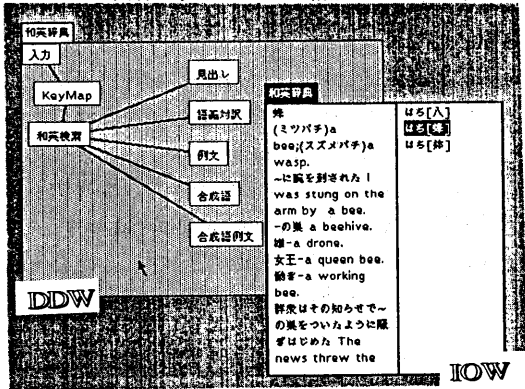 和英辞典
入力
KeyMap
和英検索
見出し
語義対訳
例文
合成語
合成語例文
DDW
和英辞典
蜂
(ミツバチ)a
bee;(スズメバチ)a
wasp.
~に腕を刺された I
was stung on the
arm by a bee.
-の巣 a beehive.
雄-a drone.
女王-a queen bee.
働き-a working
bee.
群衆はその知らせで~
の巣をついたように騒
ぎはじめた The
news threw the
はち[八]
はち[蜂]
はち[鉢]
IOW